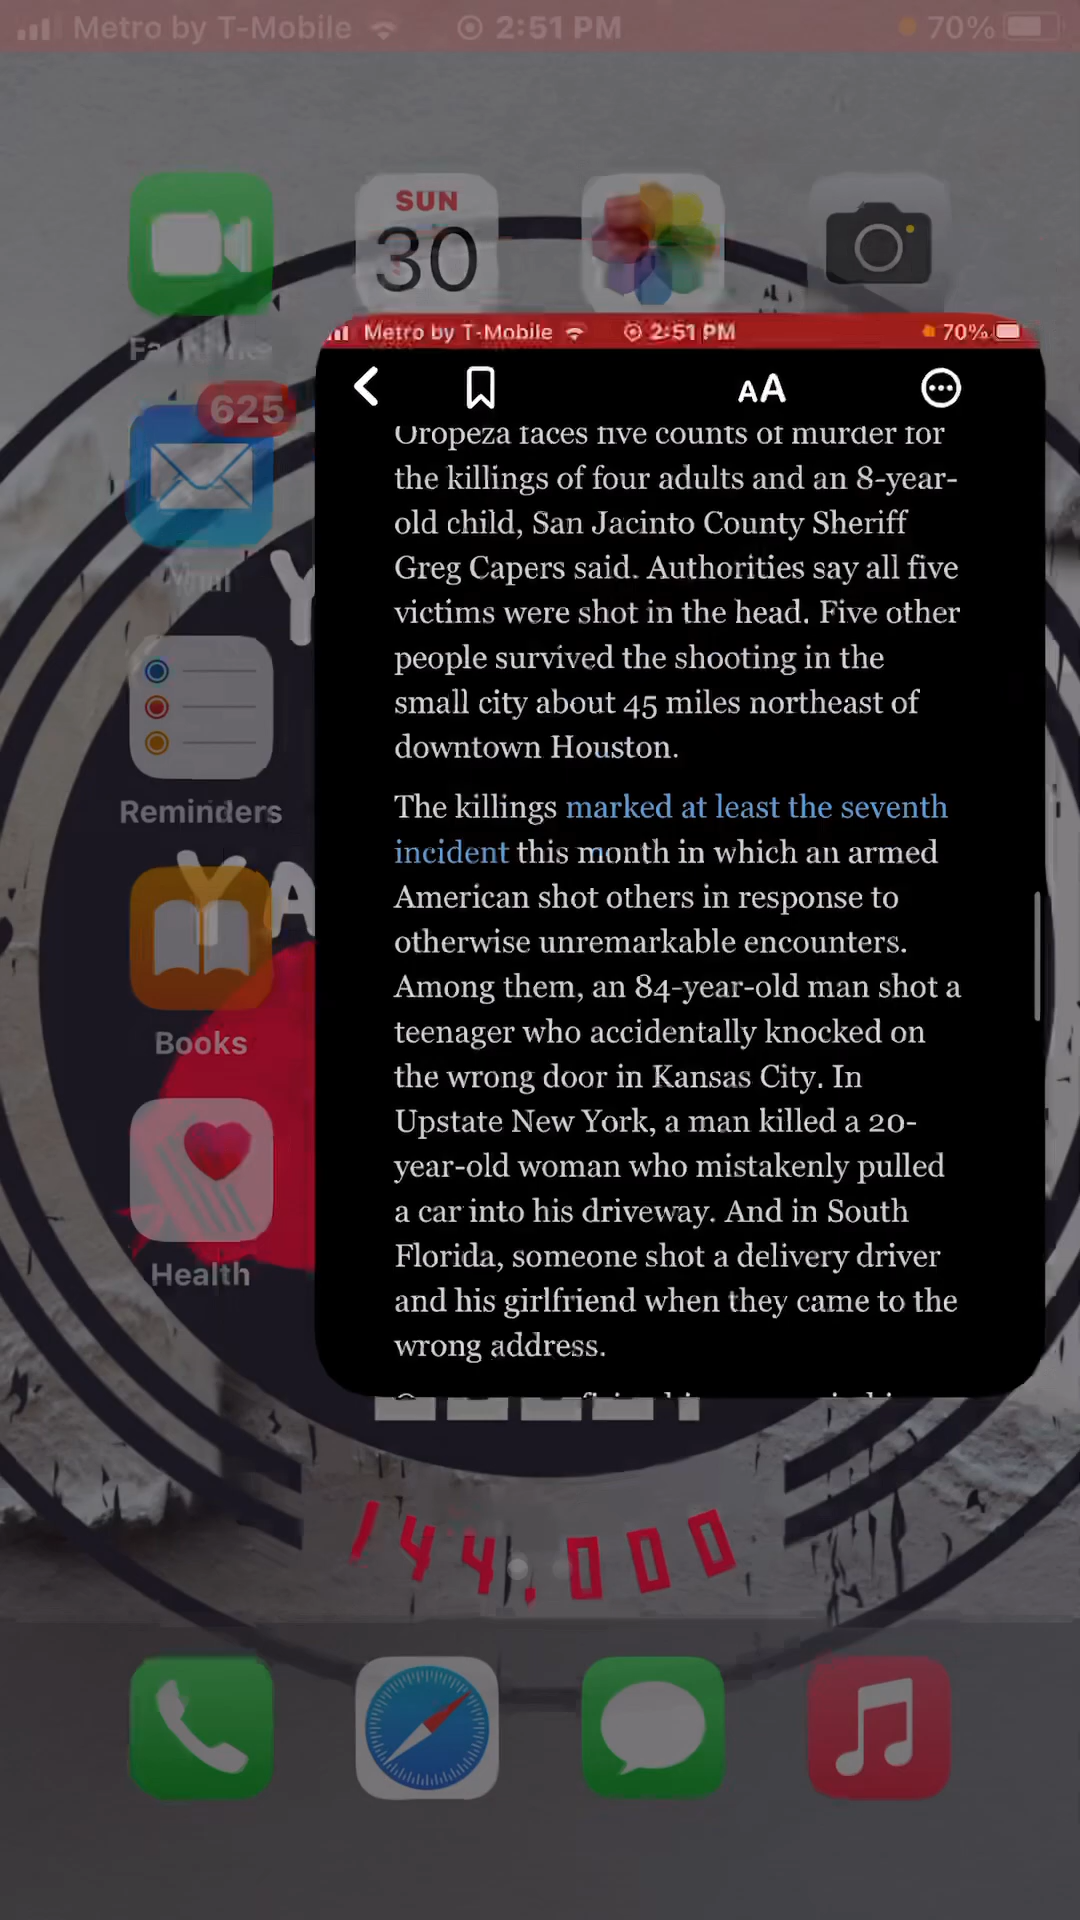 Metro by T-Mobile 2:51 PM 70%
SUN
30
Metro by T-Mobile 2:51 PM 70%
AA
625
Oropeza faces five counts of murder for
the killings of four adults and an 8-year-
old child, San Jacinto County Sheriff
Greg Capers said. Authorities say all five
victims were shot in the head. Five other
people survived the shooting in the
small city about 45 miles northeast of
downtown Houston.
The killings marked at least the seventh
incident this month in which an armed
American shot others in response to
otherwise unremarkable encounters.
Among them, an 84-year-old man shot a
teenager who accidentally knocked on
the wrong door in Kansas City. In
Upstate New York, a man killed a 20-
year-old woman who mistakenly pulled
a car into his driveway. And in South
Florida, someone shot a delivery driver
and his girlfriend when they came to the
wrong address.
Mail
Reminders
Y
YA
Books
Health
144,000